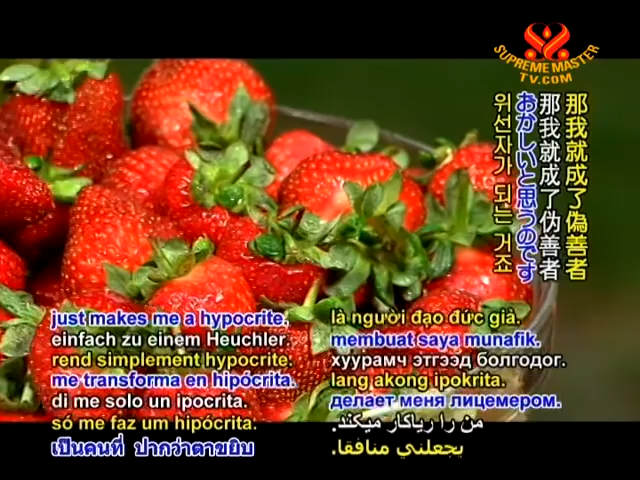 SUPREME MASTER
TV.COM
那我就成了偽善者
那我就成了伪善者
おかしいと思うのです
위선자가 되는 거죠
just makes me a hypocrite.
einfach zu einem Heuchler.
rend simplement hypocrite.
me transforma en hipócrita.
di me solo un ipocrita.
só me faz um hipócrita.
เป็นคนที่ ปากว่าตาขยิบ
là người đạo đức giả.
membuat saya munafik.
хуурамч этгээд болгодог.
lang akong ipokrita.
делает меня лицемером.
من را ریاکار میکند.
يجعلني منافقا.